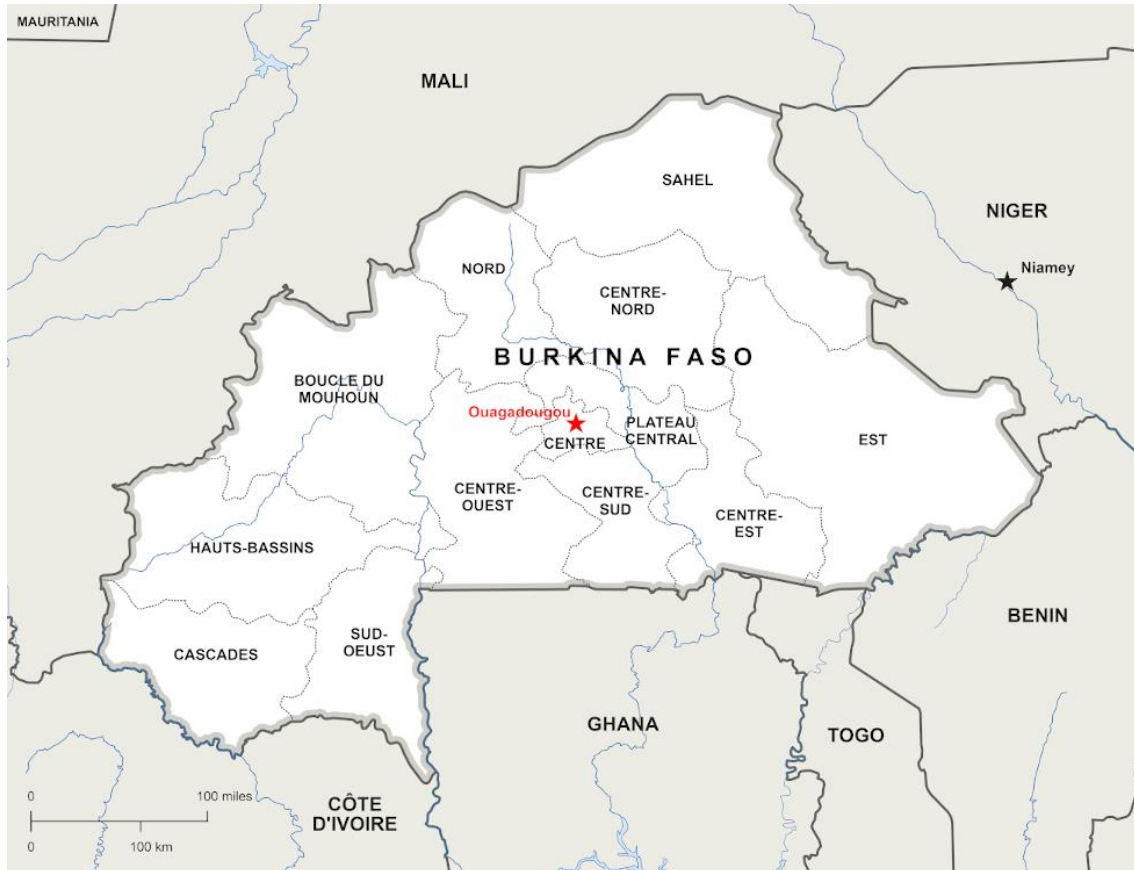 MAURITANIA
MALI
SAHEL
NIGER
NORD
Niamey
CENTRE-
NORD
BURKINA FASO
BOUCLE DU
MOUHOUN
Ouagadougou
PLATEAU
CENTRAL
CENTRE
EST
CENTRE-
OUEST
CENTRE-
SUD
CENTRE-
EST
HAUTS-BASSINS
BENIN
SUD-
OEUST
CASCADES
GHANA
TOGO
0 100 miles
CÔTE
D'IVOIRE
0 100 km